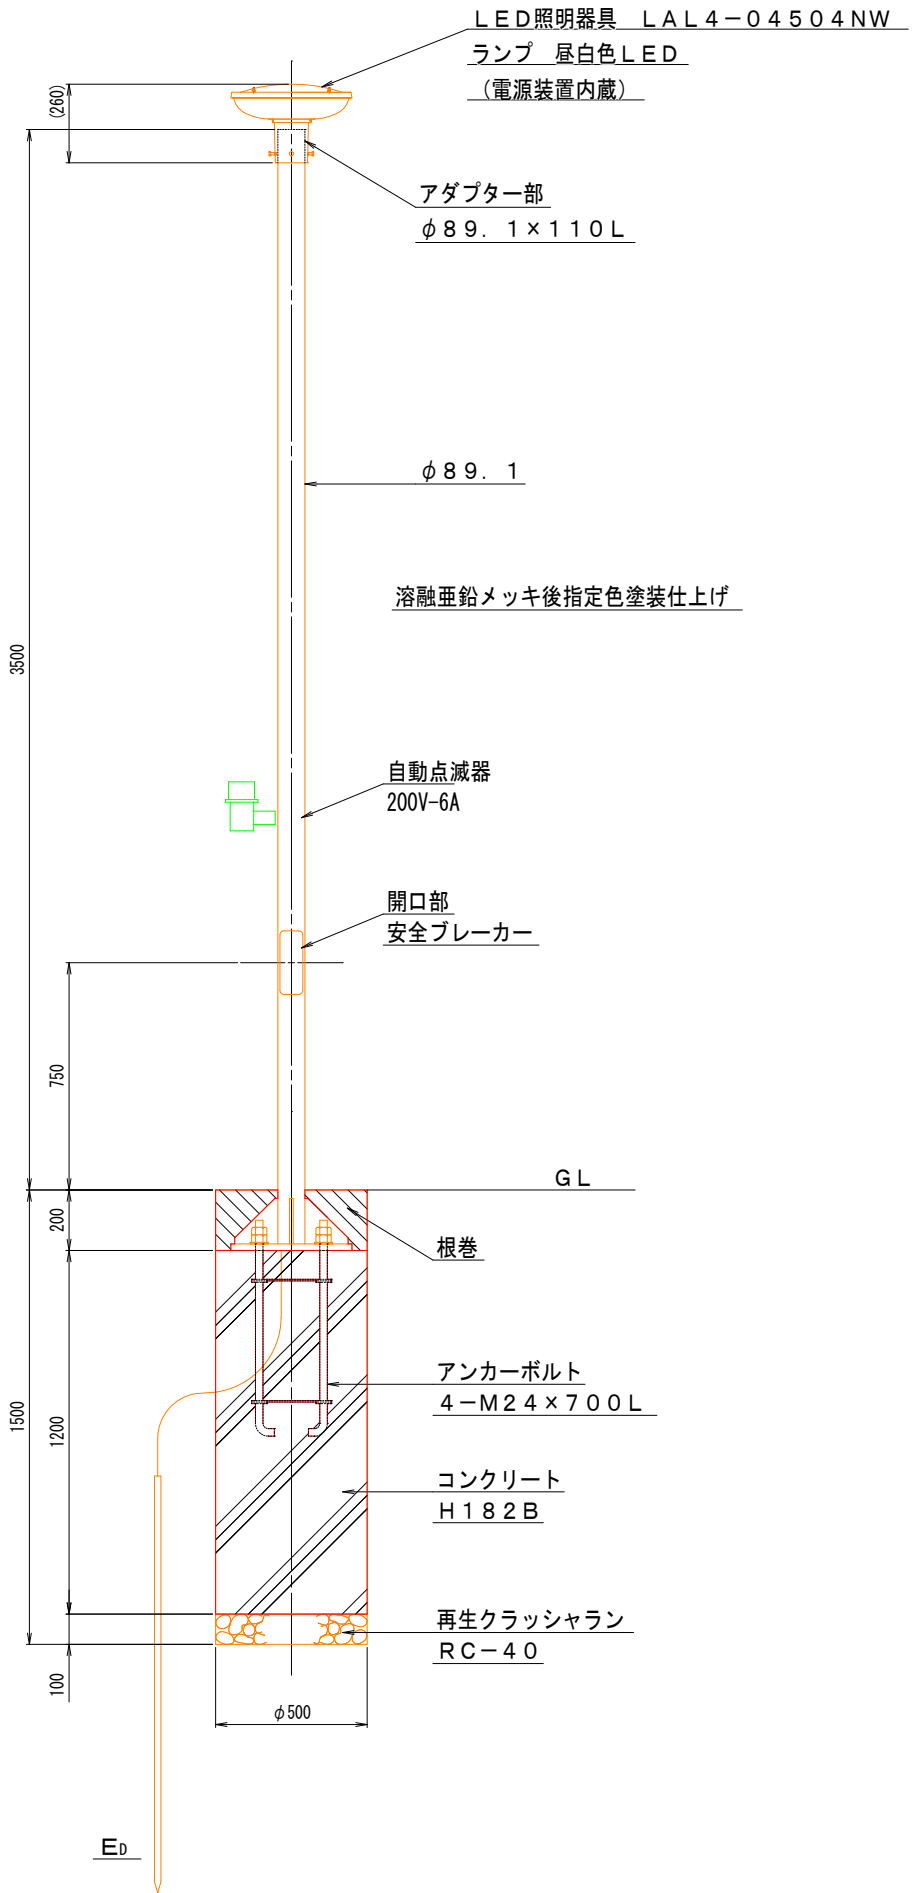 LED照明器具　LAL4-04504NW
ランプ　昼白色LED
(電源装置内蔵)
(260)
アダプター部
φ89.1×110L
φ89.1
溶融亜鉛メッキ後指定色塗装仕上げ
3500
自動点滅器
200V-6A
開口部
安全ブレーカー
750
GL
200
根巻
アンカーボルト
4-M24×700L
1500
1200
コンクリート
H182B
再生クラッシャラン
RC-40
100
φ500
ED